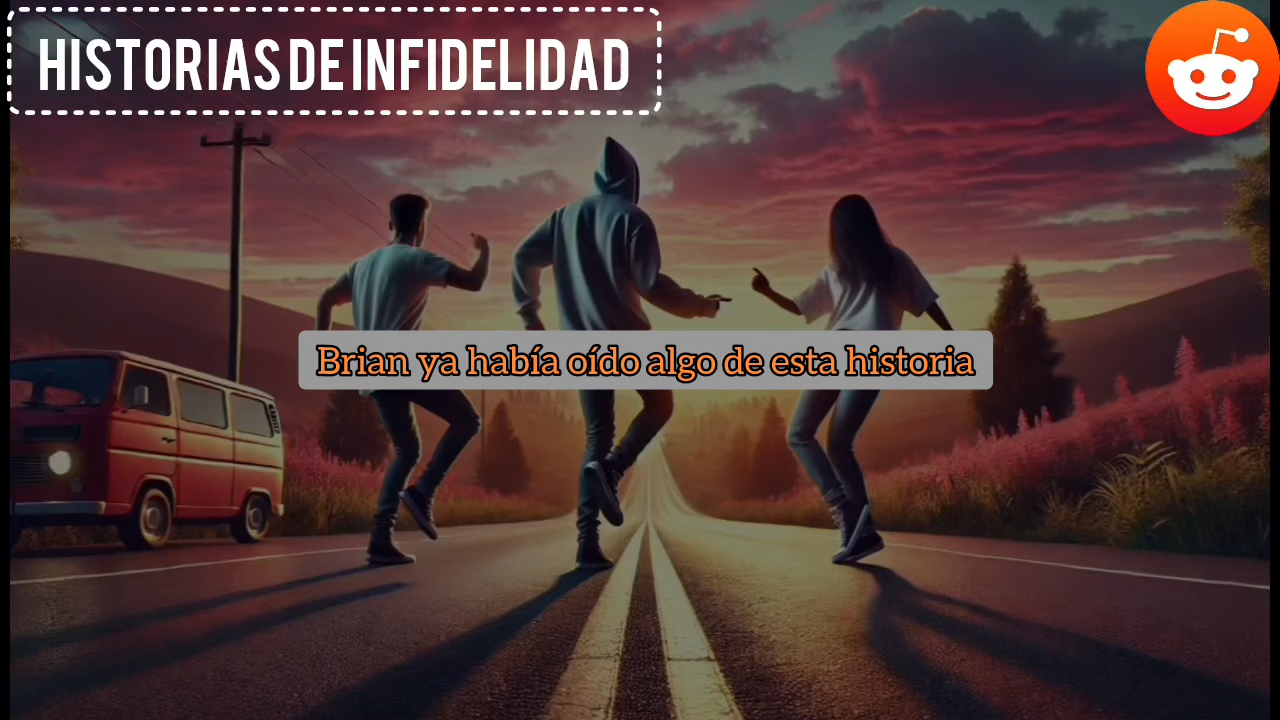 HISTORIAS DE INFIDELIDAD
Brian ya había oído algo de esta historia